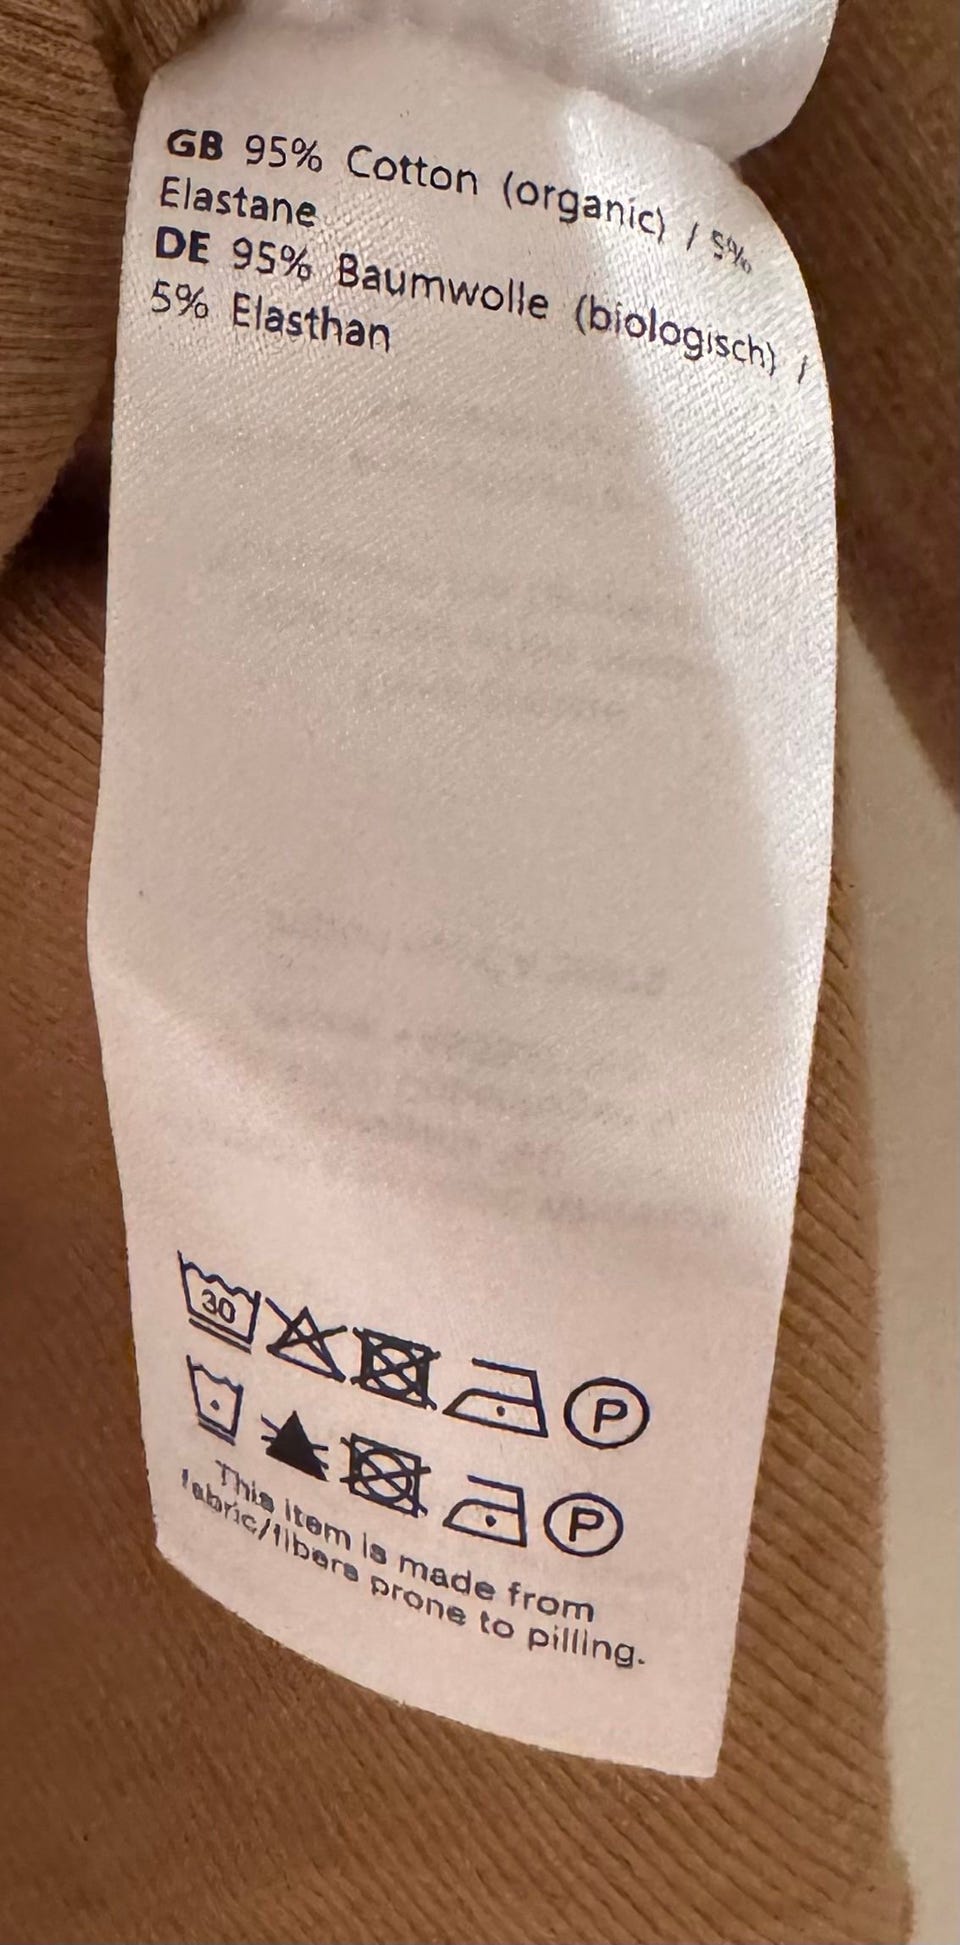 GB 95% Cotton (organic) / 5%
Elastane
DE 95% Baumwolle (biologisch) /
5% Elasthan
30
P
P
This item is made from
fabric/fibers prone to pilling.